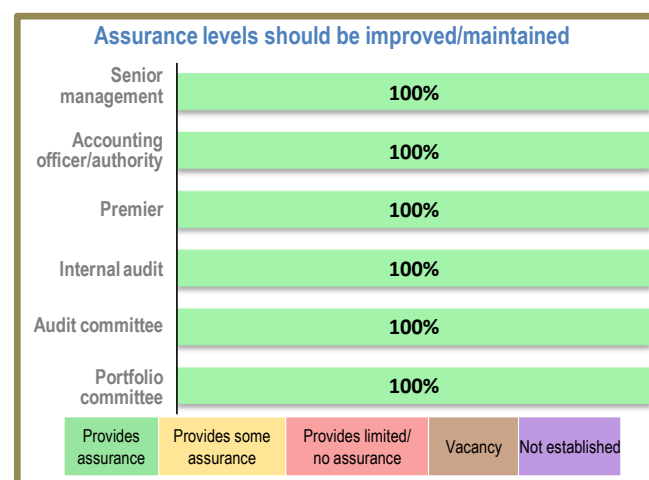 Assurance levels should be improved/maintained
Senior
management
100%
Accounting
officer/authority
100%
Premier
100%
Internal audit
100%
Audit committee
100%
Portfolio
committee
100%
Provides
assurance
Provides some
assurance
Provides limited/
no assurance
Vacancy
Not established